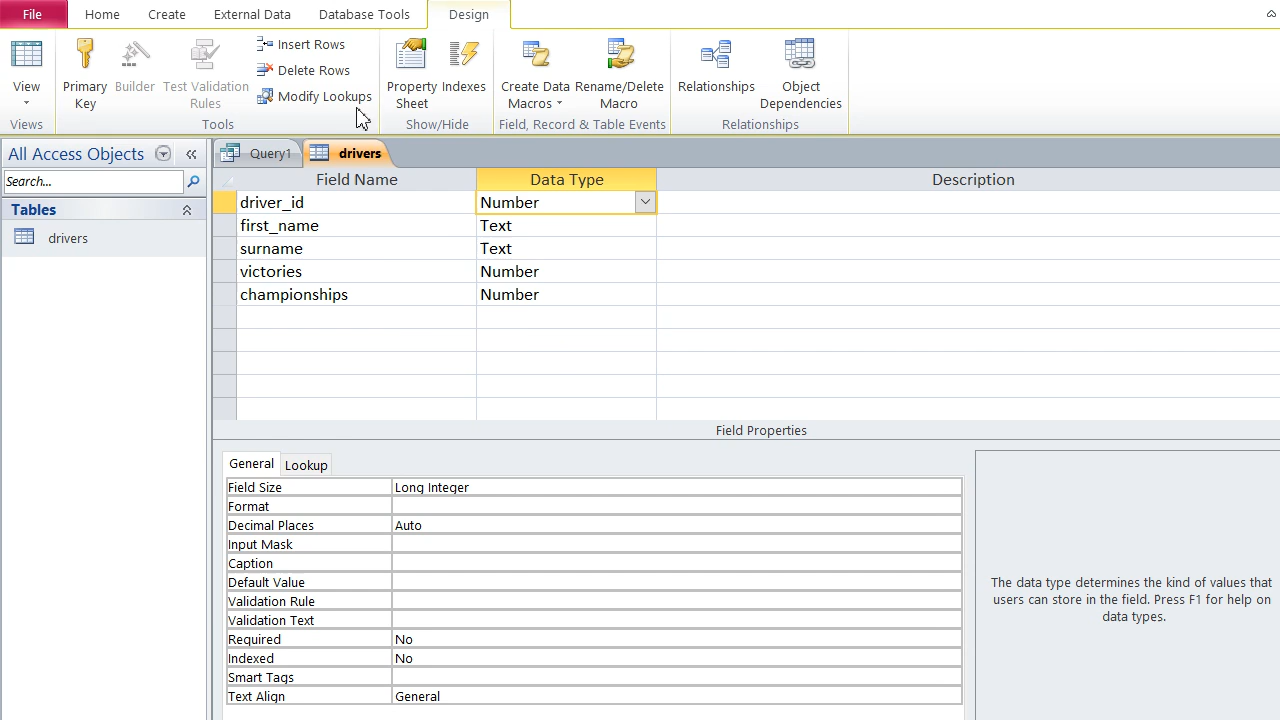 File Home Create External Data Database Tools Design
View
Views
Primary Key
Builder
Test Validation Rules
Insert Rows
Delete Rows
Modify Lookups
Tools
Property Sheet
Indexes
Show/Hide
Create Data Macros
Rename/Delete Macro
Field, Record & Table Events
Relationships
Object Dependencies
Relationships
All Access Objects
Search...
Tables
drivers
Query1 drivers
Field Name Data Type Description
driver_id Number
first_name Text
surname Text
victories Number
championships Number
Field Properties
General Lookup
Field Size Long Integer
Format
Decimal Places Auto
Input Mask
Caption
Default Value
Validation Rule
Validation Text
Required No
Indexed No
Smart Tags
Text Align General
The data type determines the kind of values that
users can store in the field. Press F1 for help on
data types.